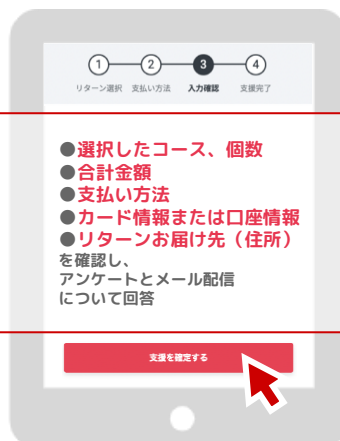 1 2 3 4
リターン選択 支払い方法 入力確認 支援完了
●選択したコース、個数
●合計金額
●支払い方法
●カード情報または口座情報
●リターンお届け先（住所）
を確認し、
アンケートとメール配信
について回答
支援を確定する